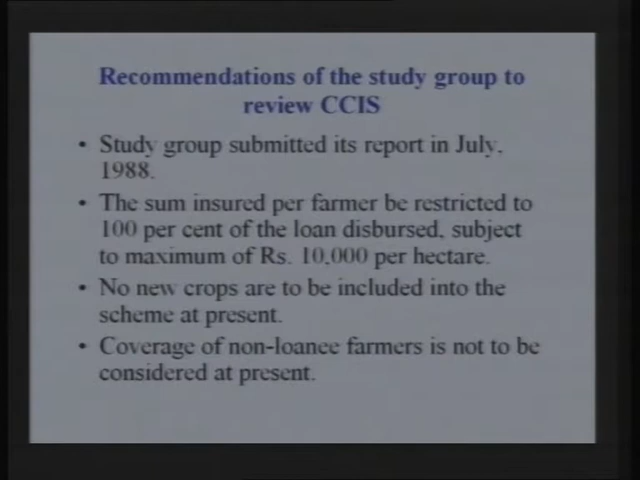 Recommendations of the study group to
review CCIS
• Study group submitted its report in July,
1988.
• The sum insured per farmer be restricted to
100 per cent of the loan disbursed, subject
to maximum of Rs. 10,000 per hectare.
• No new crops are to be included into the
scheme at present.
• Coverage of non-loanee farmers is not to be
considered at present.